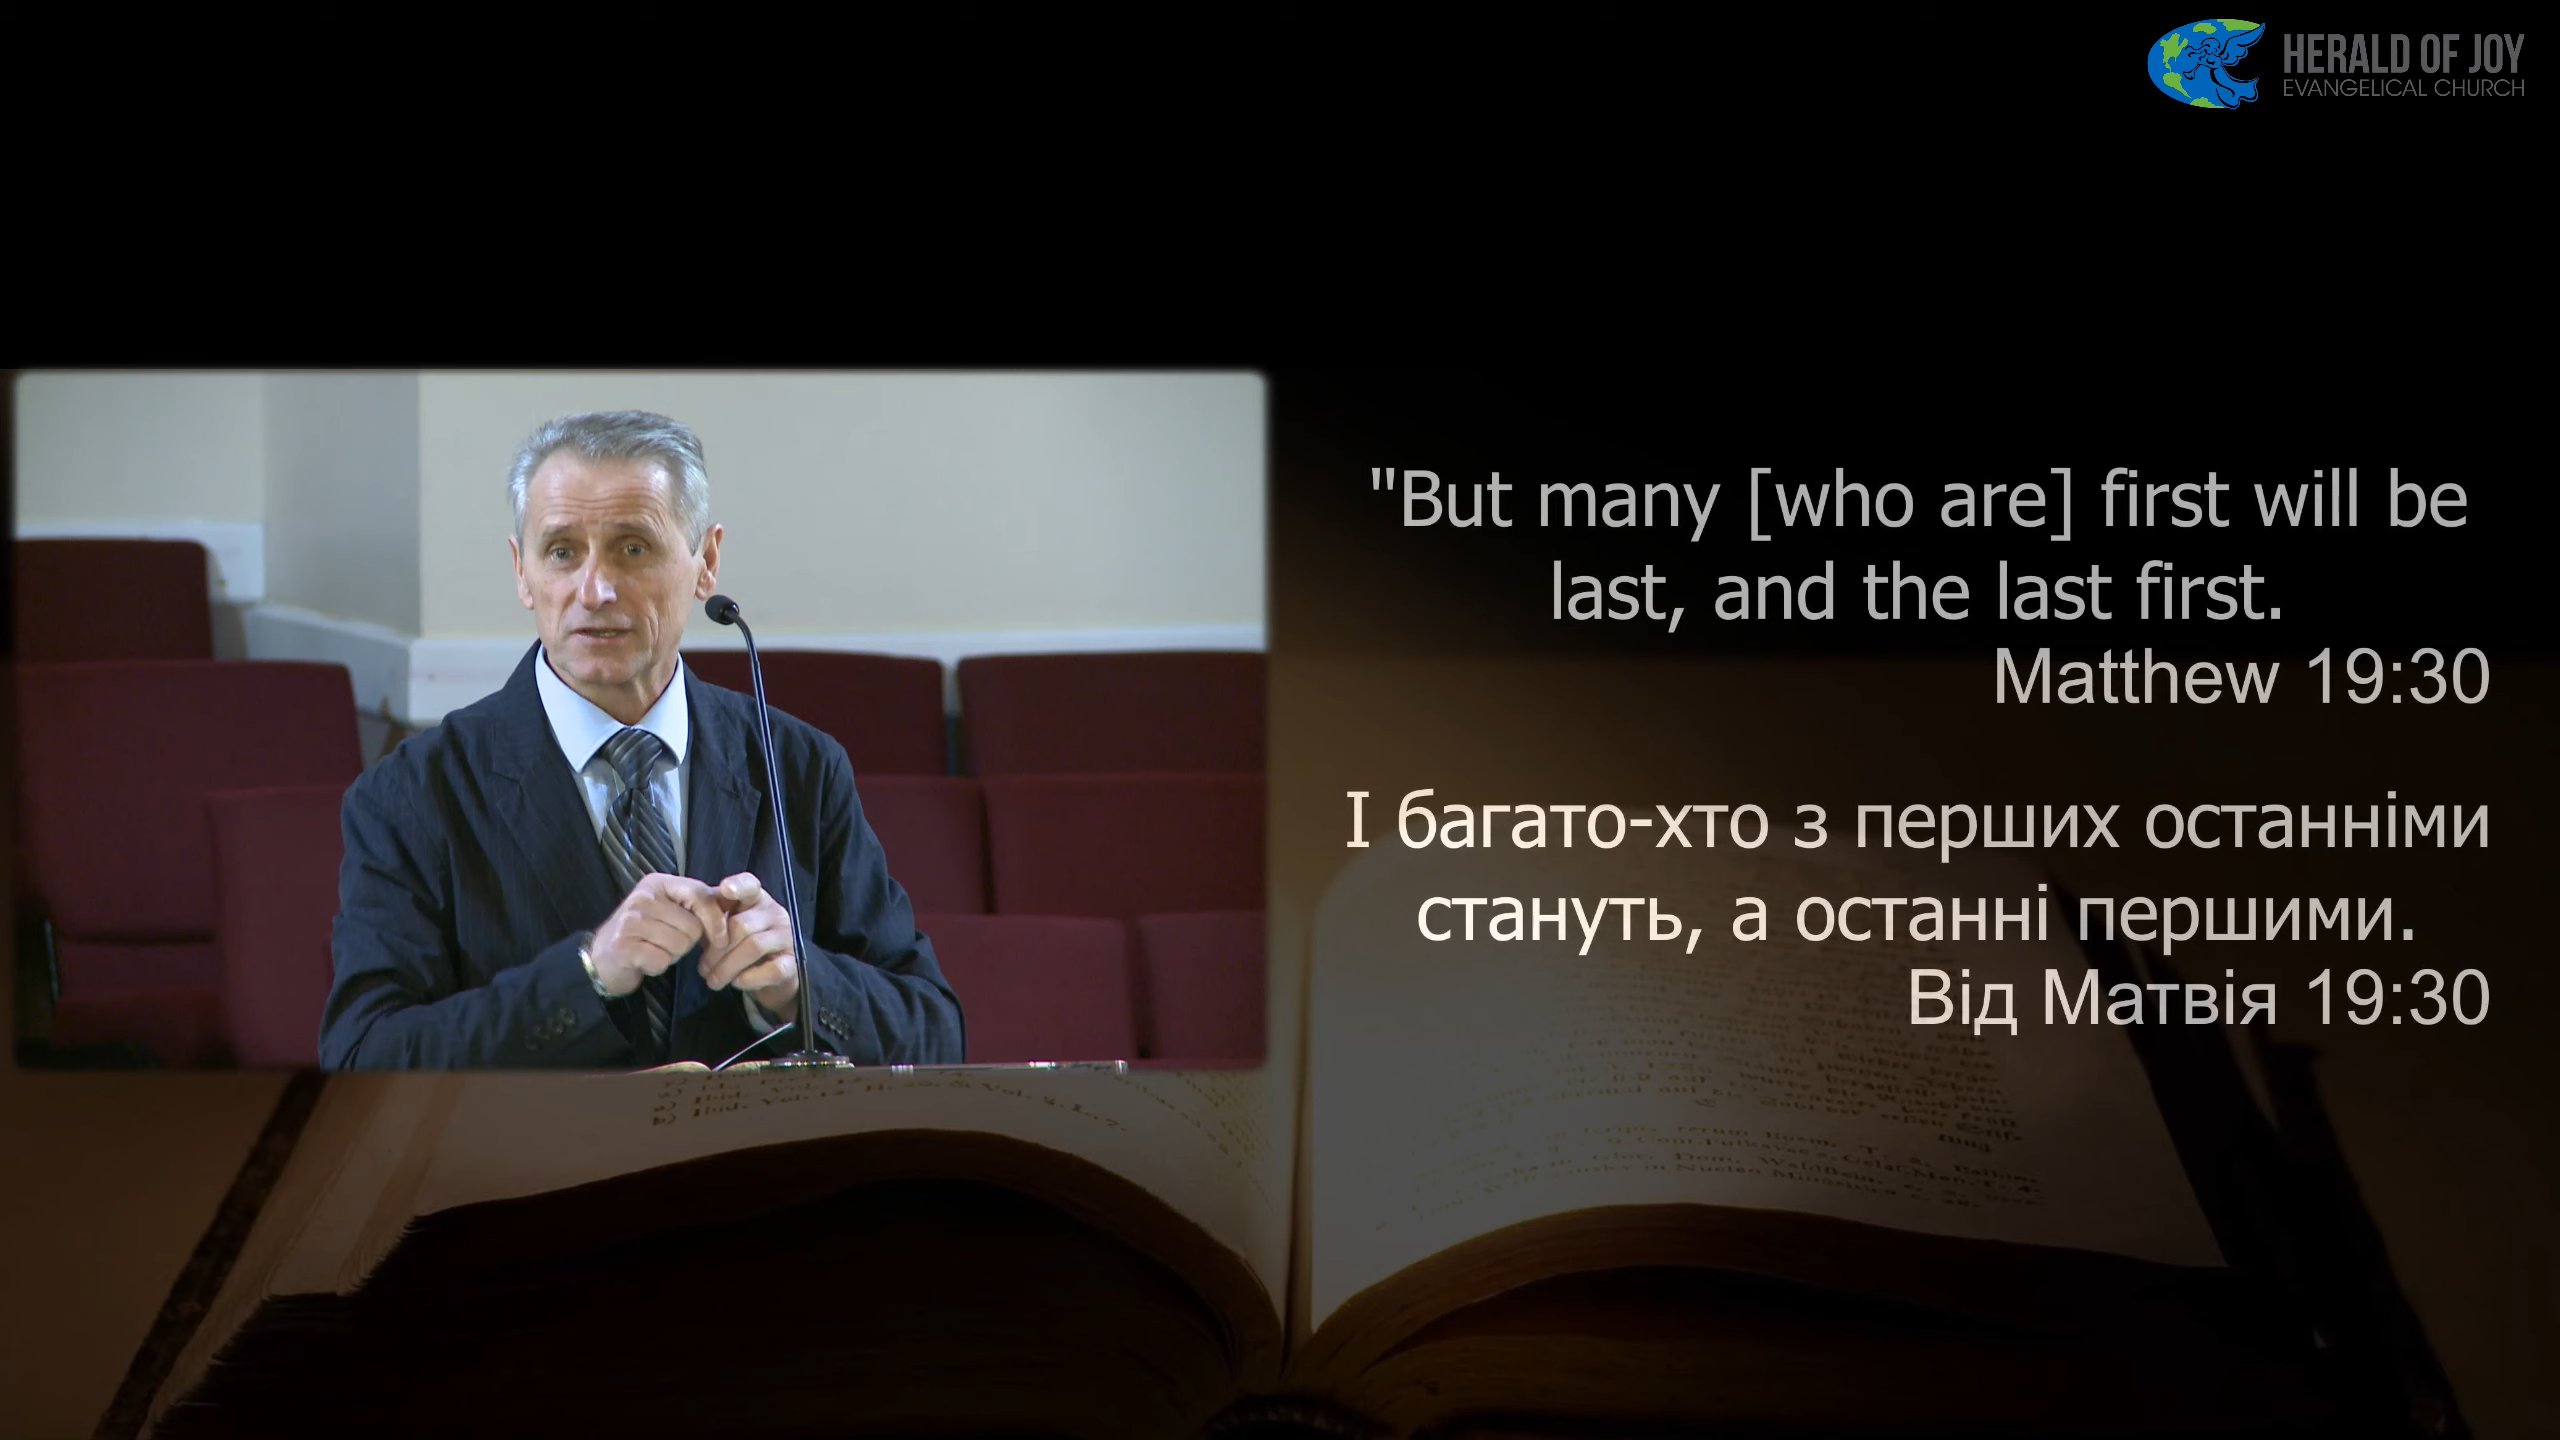 HERALD OF JOY
EVANGELICAL CHURCH
"But many [who are] first will be
last, and the last first.
Matthew 19:30
І багато-хто з перших останніми
стануть, а останні першими.
Від Матвія 19:30